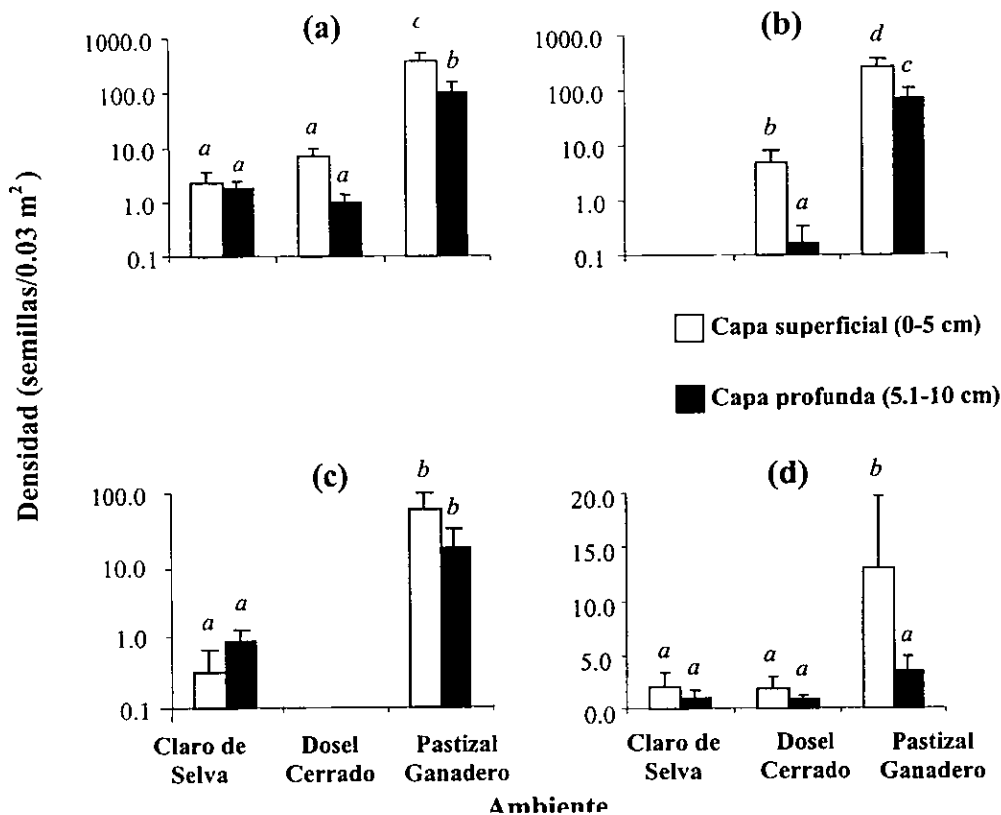 (a)
(b)
1000.0
100.0
10.0
1.0
0.1
a a
a
a
c
b
1000.0
100.0
10.0
1.0
0.1
b
a
d
c
Densidad (semillas/0.03 m²)
Capa superficial (0-5 cm)
Capa profunda (5.1-10 cm)
(c)
(d)
100.0
10.0
1.0
0.1
a a
b
b
20.0
15.0
10.0
5.0
0.0
a
a
a
a
b
a
Claro de Selva
Dosel Cerrado
Pastizal Ganadero
Claro de Selva
Dosel Cerrado
Pastizal Ganadero
Ambiente